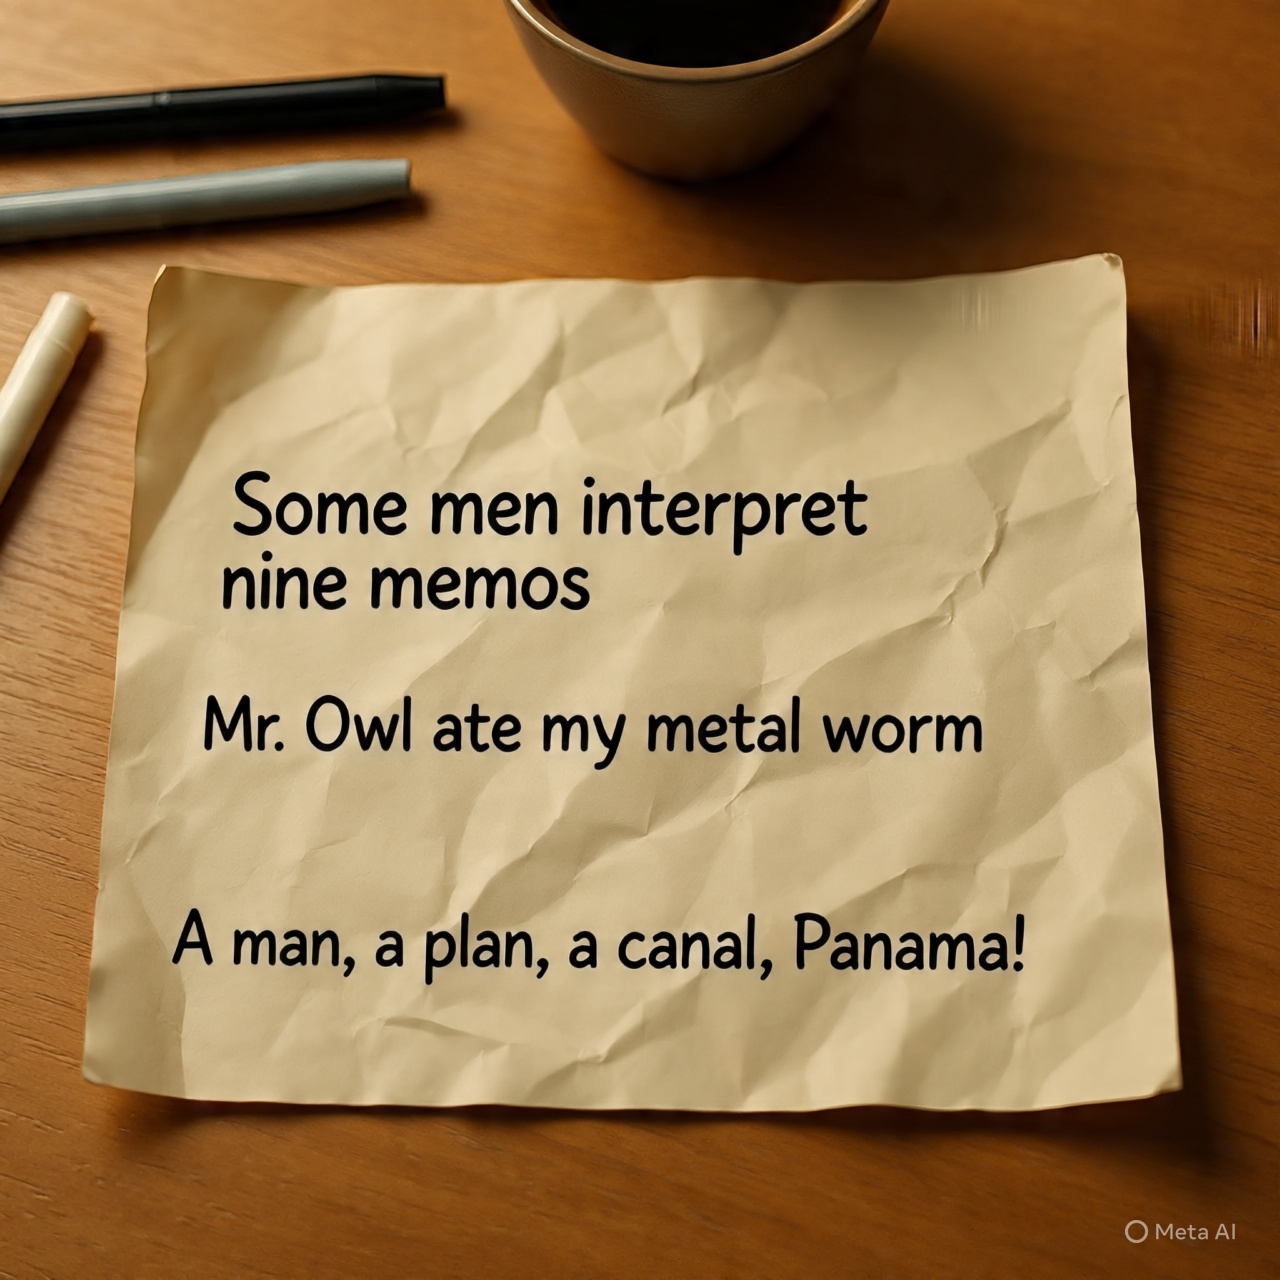 Some men interpret
nine memos
Mr. Owl ate my metal worm
A man, a plan, a canal, Panama!
Meta AI